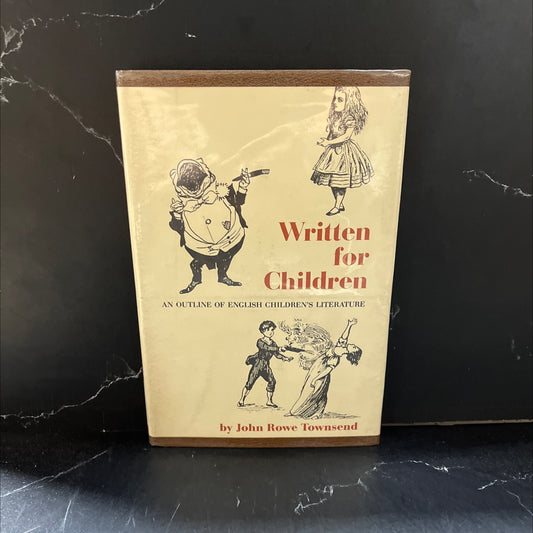 Written
for
Children
AN OUTLINE OF ENGLISH CHILDREN'S LITERATURE
by John Rowe Townsend